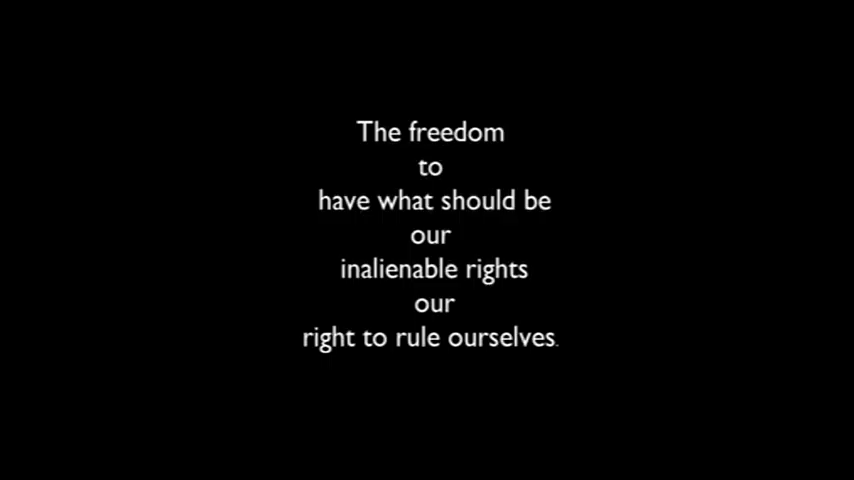 The freedom
to
have what should be
our
inalienable rights
our
right to rule ourselves.